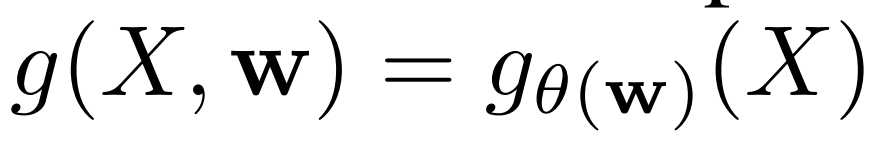 g(X, w) = g_{θ(w)}(X)